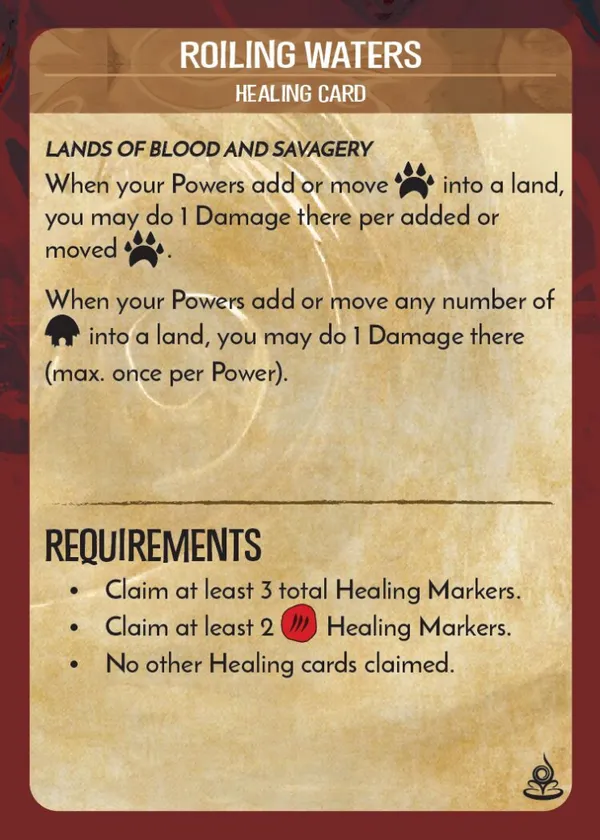 ROILING WATERS
HEALING CARD
LANDS OF BLOOD AND SAVAGERY
When your Powers add or move into a land,
you may do 1 Damage there per added or
moved .
When your Powers add or move any number of
into a land, you may do 1 Damage there
(max. once per Power).
REQUIREMENTS
• Claim at least 3 total Healing Markers.
• Claim at least 2 Healing Markers.
• No other Healing cards claimed.